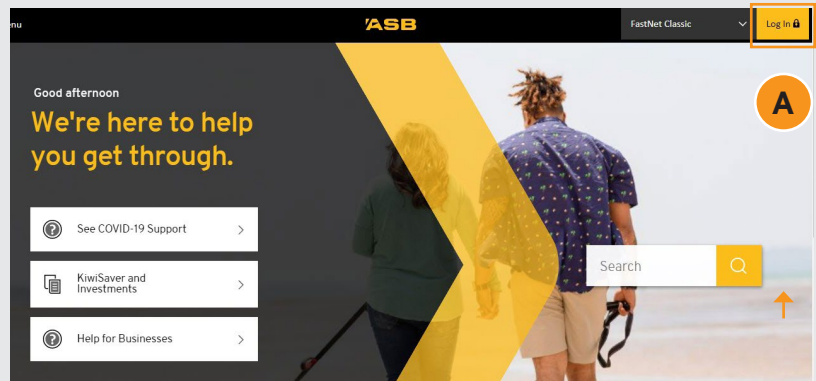 nu
ASB
FastNet Classic
Log In
A
Good afternoon
We're here to help
you get through.
See COVID-19 Support
KiwiSaver and
Investments
Help for Businesses
Search